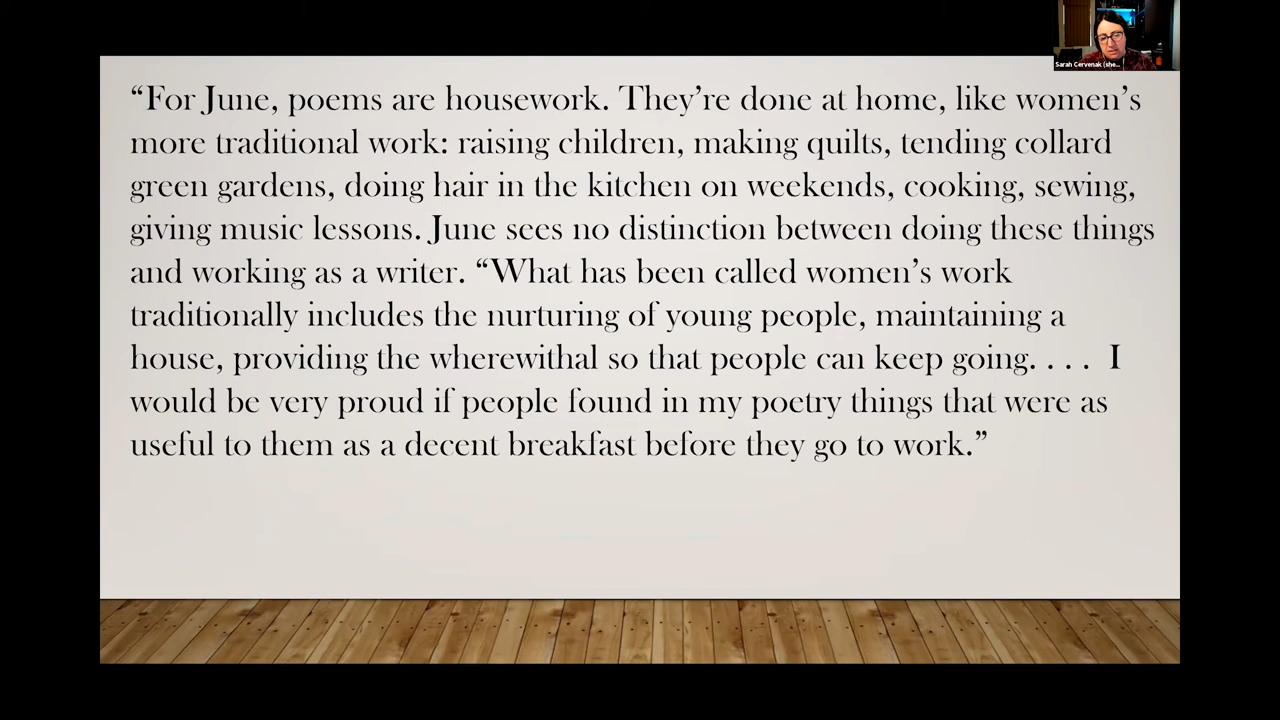 Sarah Cervenak (she...
“For June, poems are housework. They’re done at home, like women’s
more traditional work: raising children, making quilts, tending collard
green gardens, doing hair in the kitchen on weekends, cooking, sewing,
giving music lessons. June sees no distinction between doing these things
and working as a writer. “What has been called women’s work
traditionally includes the nurturing of young people, maintaining a
house, providing the wherewithal so that people can keep going. . . .  I
would be very proud if people found in my poetry things that were as
useful to them as a decent breakfast before they go to work.”